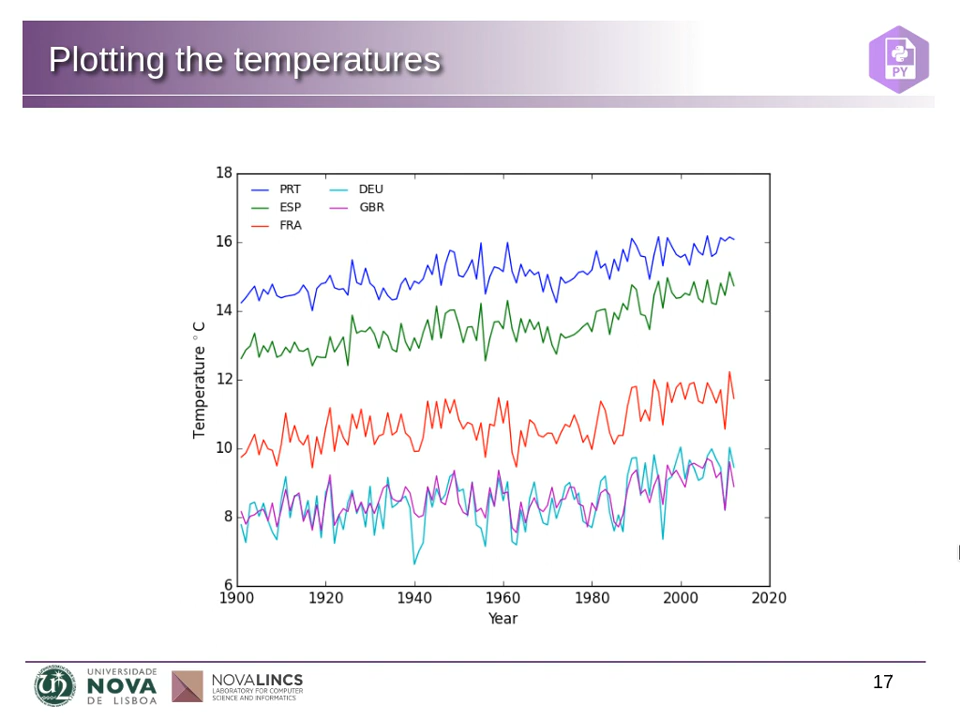 Plotting the temperatures
PY
18
16
14
12
10
8
6
Temperature ° C
PRT
ESP
FRA
DEU
GBR
1900 1920 1940 1960 1980 2000 2020
Year
UNIVERSIDADE
NOVA
DE LISBOA
NOVALINCS
LABORATORY FOR COMPUTER
SCIENCE AND INFORMATICS
17